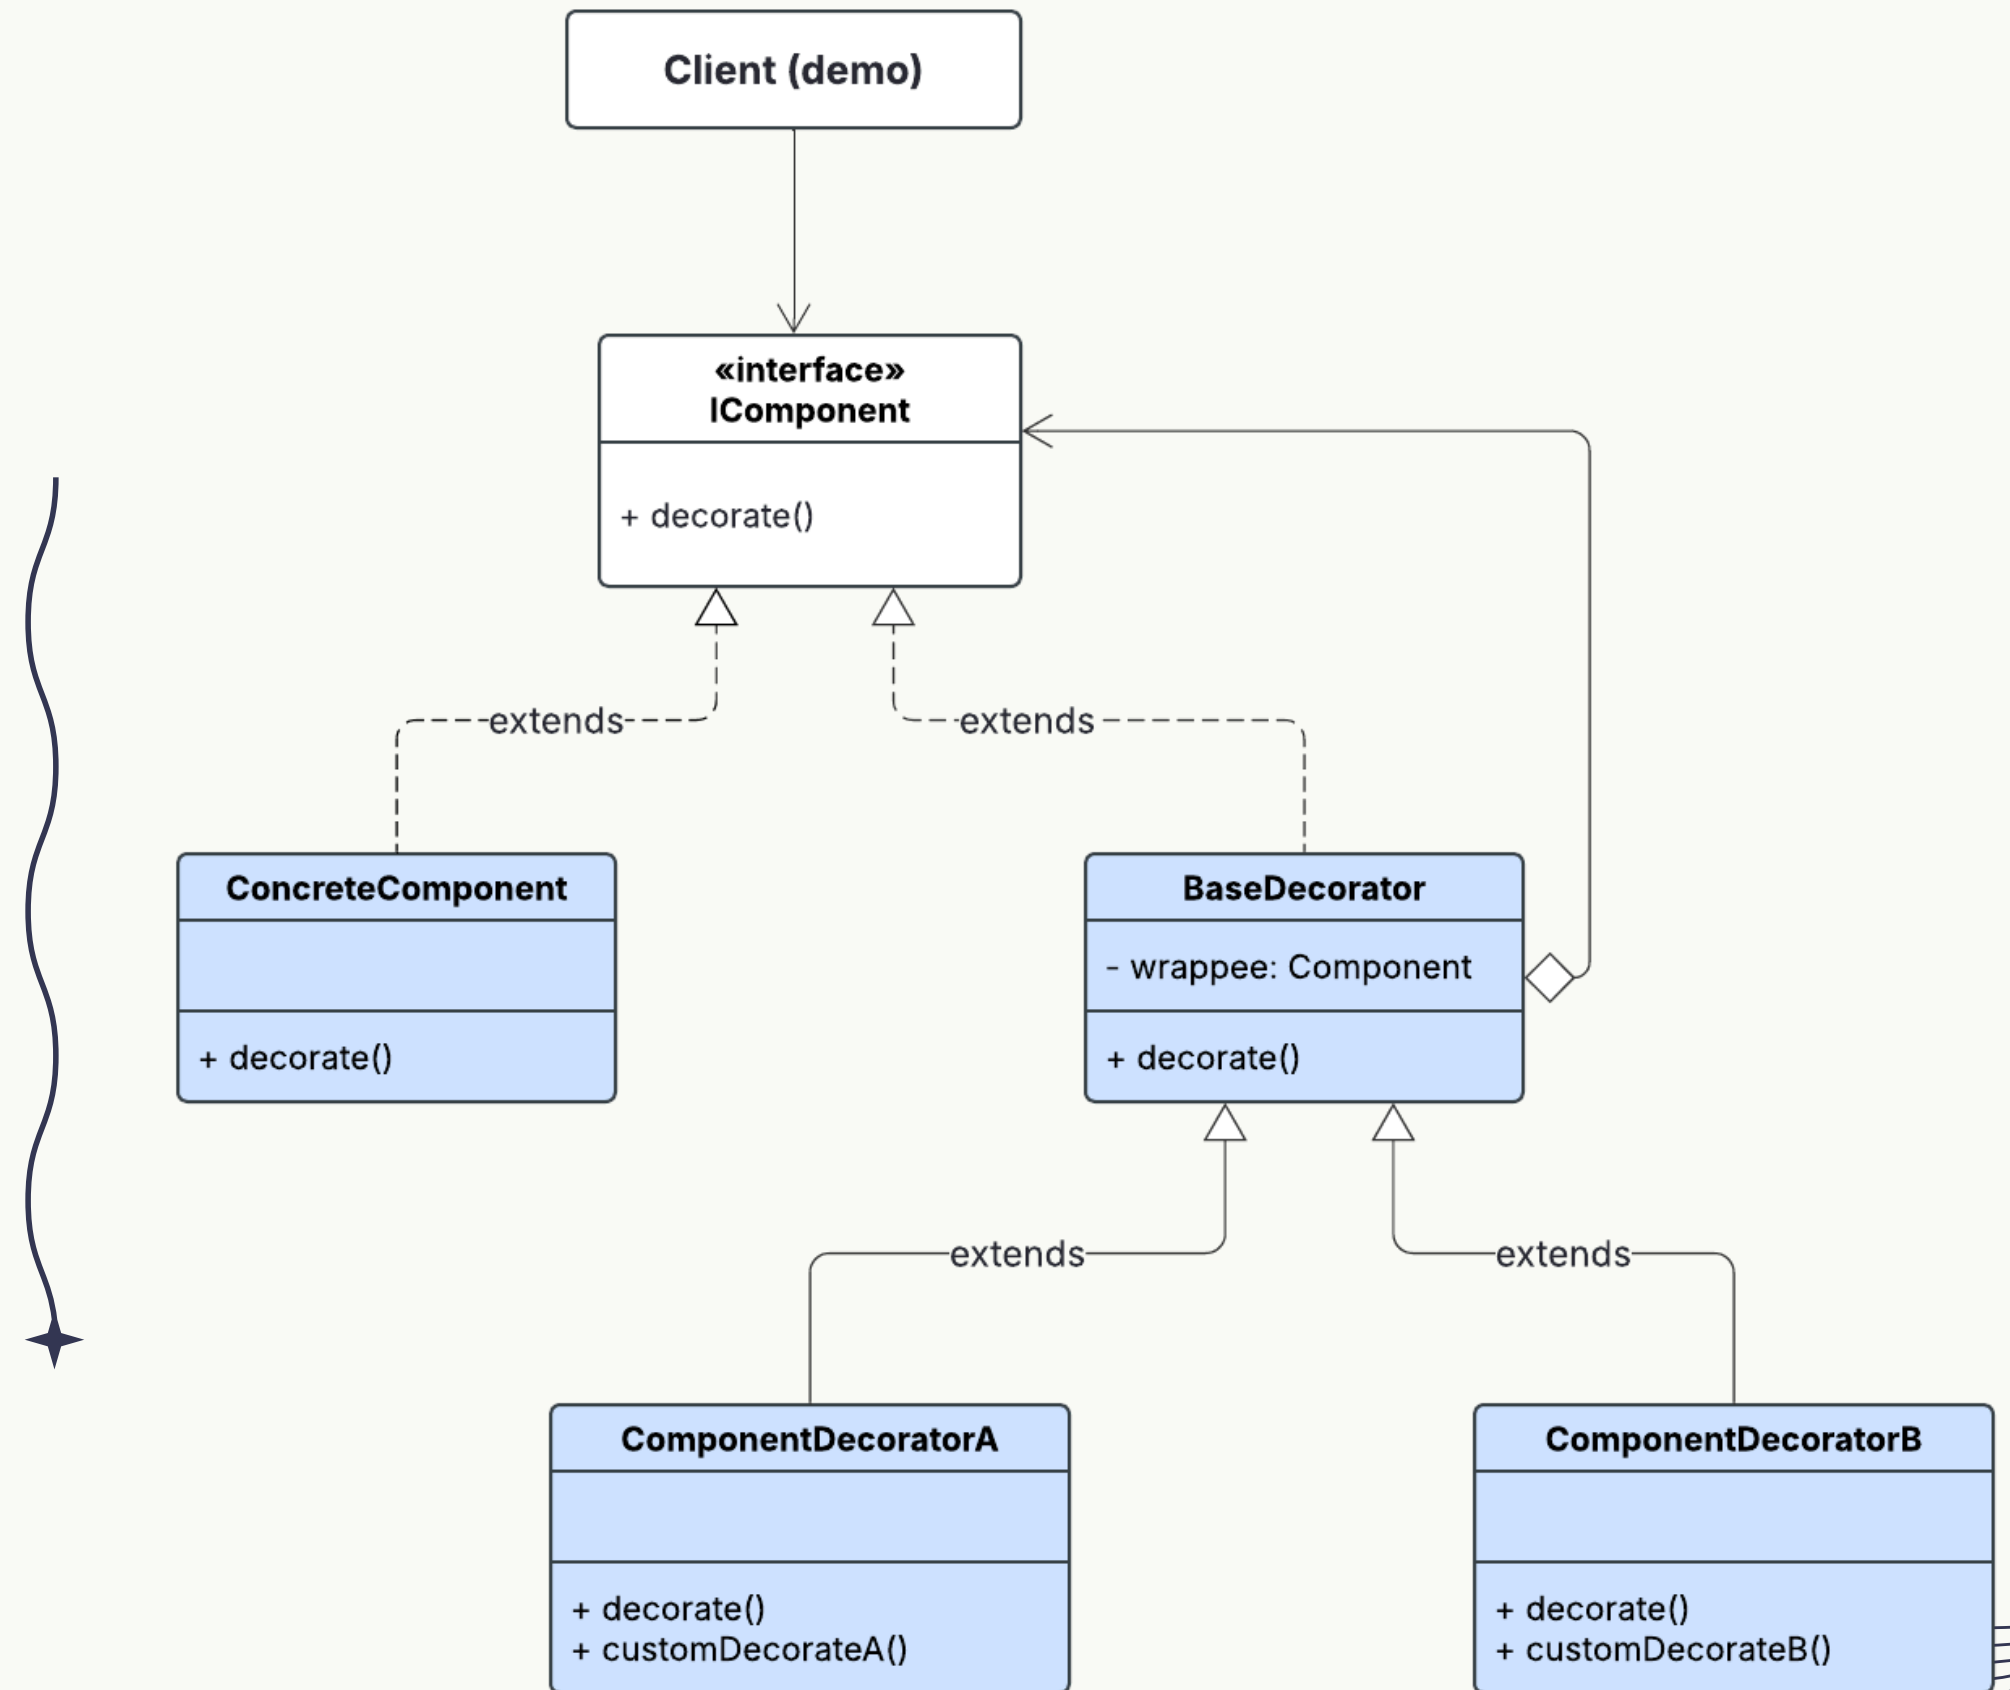 Client (demo)
«interface»
IComponent
+ decorate()
extends
extends
ConcreteComponent
+ decorate()
BaseDecorator
- wrappee: Component
+ decorate()
extends
extends
ComponentDecoratorA
+ decorate()
+ customDecorateA()
ComponentDecoratorB
+ decorate()
+ customDecorateB()